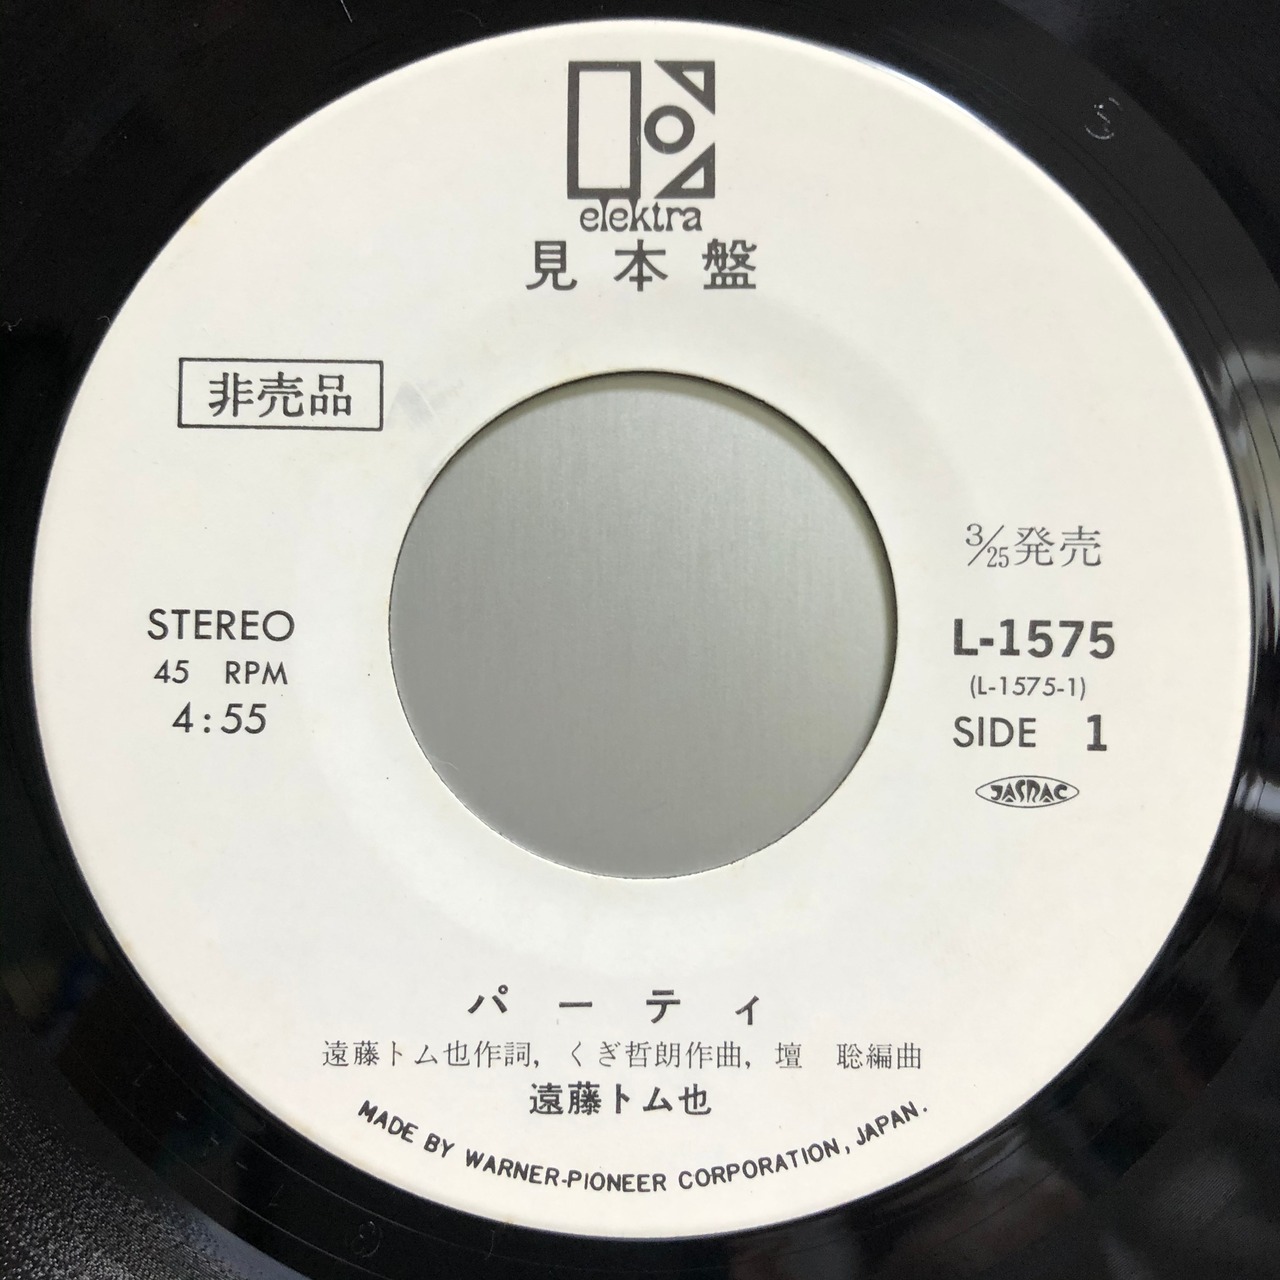 elektra
見本盤
非売品
3/25発売
STEREO
45 RPM
4:55
L-1575
(L-1575-1)
SIDE 1
JASRAC
パーティ
遠藤トム也作詞，くぎ哲朗作曲，壇 聡編曲
遠藤トム也
MADE BY WARNER-PIONEER CORPORATION, JAPAN.